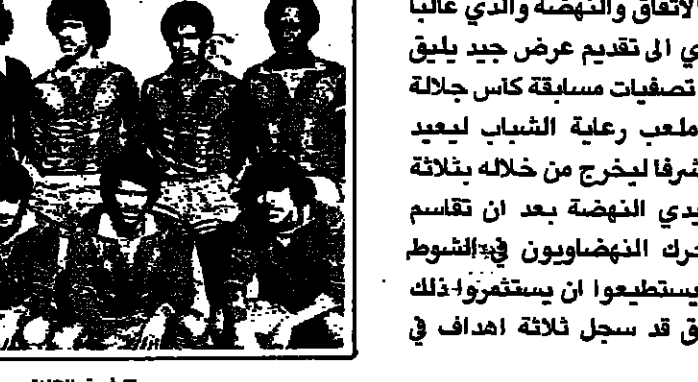 الاتفاق والنهضة والذي غالبا
ي الى تقديم عرض جيد يليق
تصفيات مسابقة كاس جلالة
ملعب رعاية الشباب ليعيد
شرفا ليخرج من خلاله بثلاثة
يدي النهضة بعد ان تقاسم
حرك النهضاويون في الشوط
يستطيعوا ان يستثمروا ذلك
ق قد سجل ثلاثة اهداف في